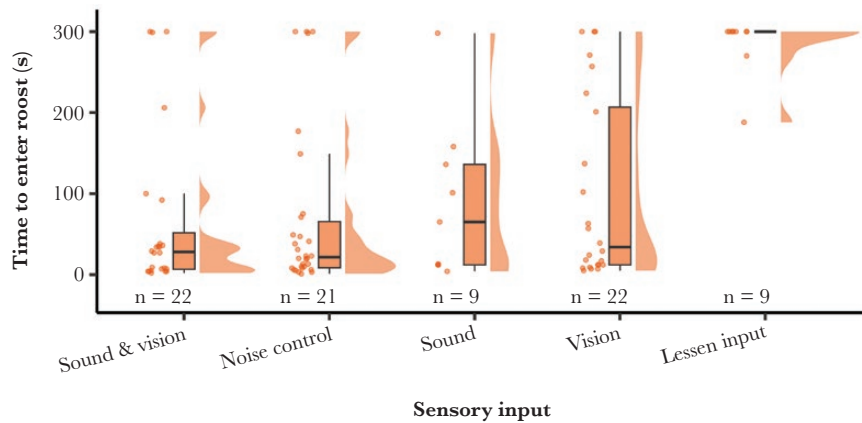 Time to enter roost (s)
300
200
100
0
n = 22
n = 21
n = 9
n = 22
n = 9
Sound & vision
Noise control
Sound
Vision
Lessen input
Sensory input